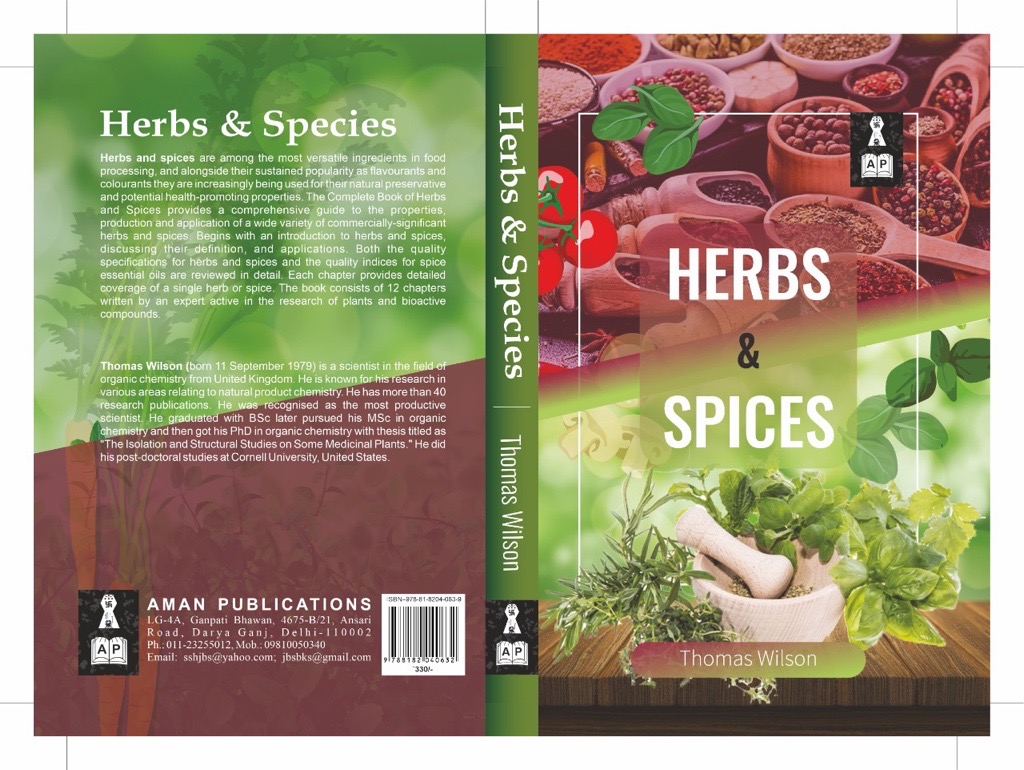 Herbs & Species
Herbs and spices are among the most versatile ingredients in food
processing, and alongside their sustained popularity as flavourants and
colourants they are increasingly being used for their natural preservative
and potential health-promoting properties. The Complete Book of Herbs
and Spices provides a comprehensive guide to the properties,
production and application of a wide variety of commercially-significant
herbs and spices. Begins with an introduction to herbs and spices,
discussing their definition, and applications. Both the quality
specifications for herbs and spices and the quality indices for spice
essential oils are reviewed in detail. Each chapter provides detailed
coverage of a single herb or spice. The book consists of 12 chapters
written by an expert active in the research of plants and bioactive
compounds.
Thomas Wilson (born 11 September 1979) is a scientist in the field of
organic chemistry from United Kingdom. He is known for his research in
various areas relating to natural product chemistry. He has more than 40
research publications. He was recognised as the most productive
scientist. He graduated with BSc later pursued his MSc in organic
chemistry and then got his PhD in organic chemistry with thesis titled as
"The Isolation and Structural Studies on Some Medicinal Plants." He did
his post-doctoral studies at Cornell University, United States.
A P
AMAN PUBLICATIONS
LG-4A, Ganpati Bhawan, 4675-B/21, Ansari
Road, Darya Ganj, Delhi-110002
Ph.: 011-23255012, Mob.: 09810050340
Email: sshjbs@yahoo.com; jbsbks@gmail.com
ISBN-978-81-8204-063-9
9 788182 040632
330/-
Herbs & Species
Thomas Wilson
A P
A P
HERBS
&
SPICES
Thomas Wilson